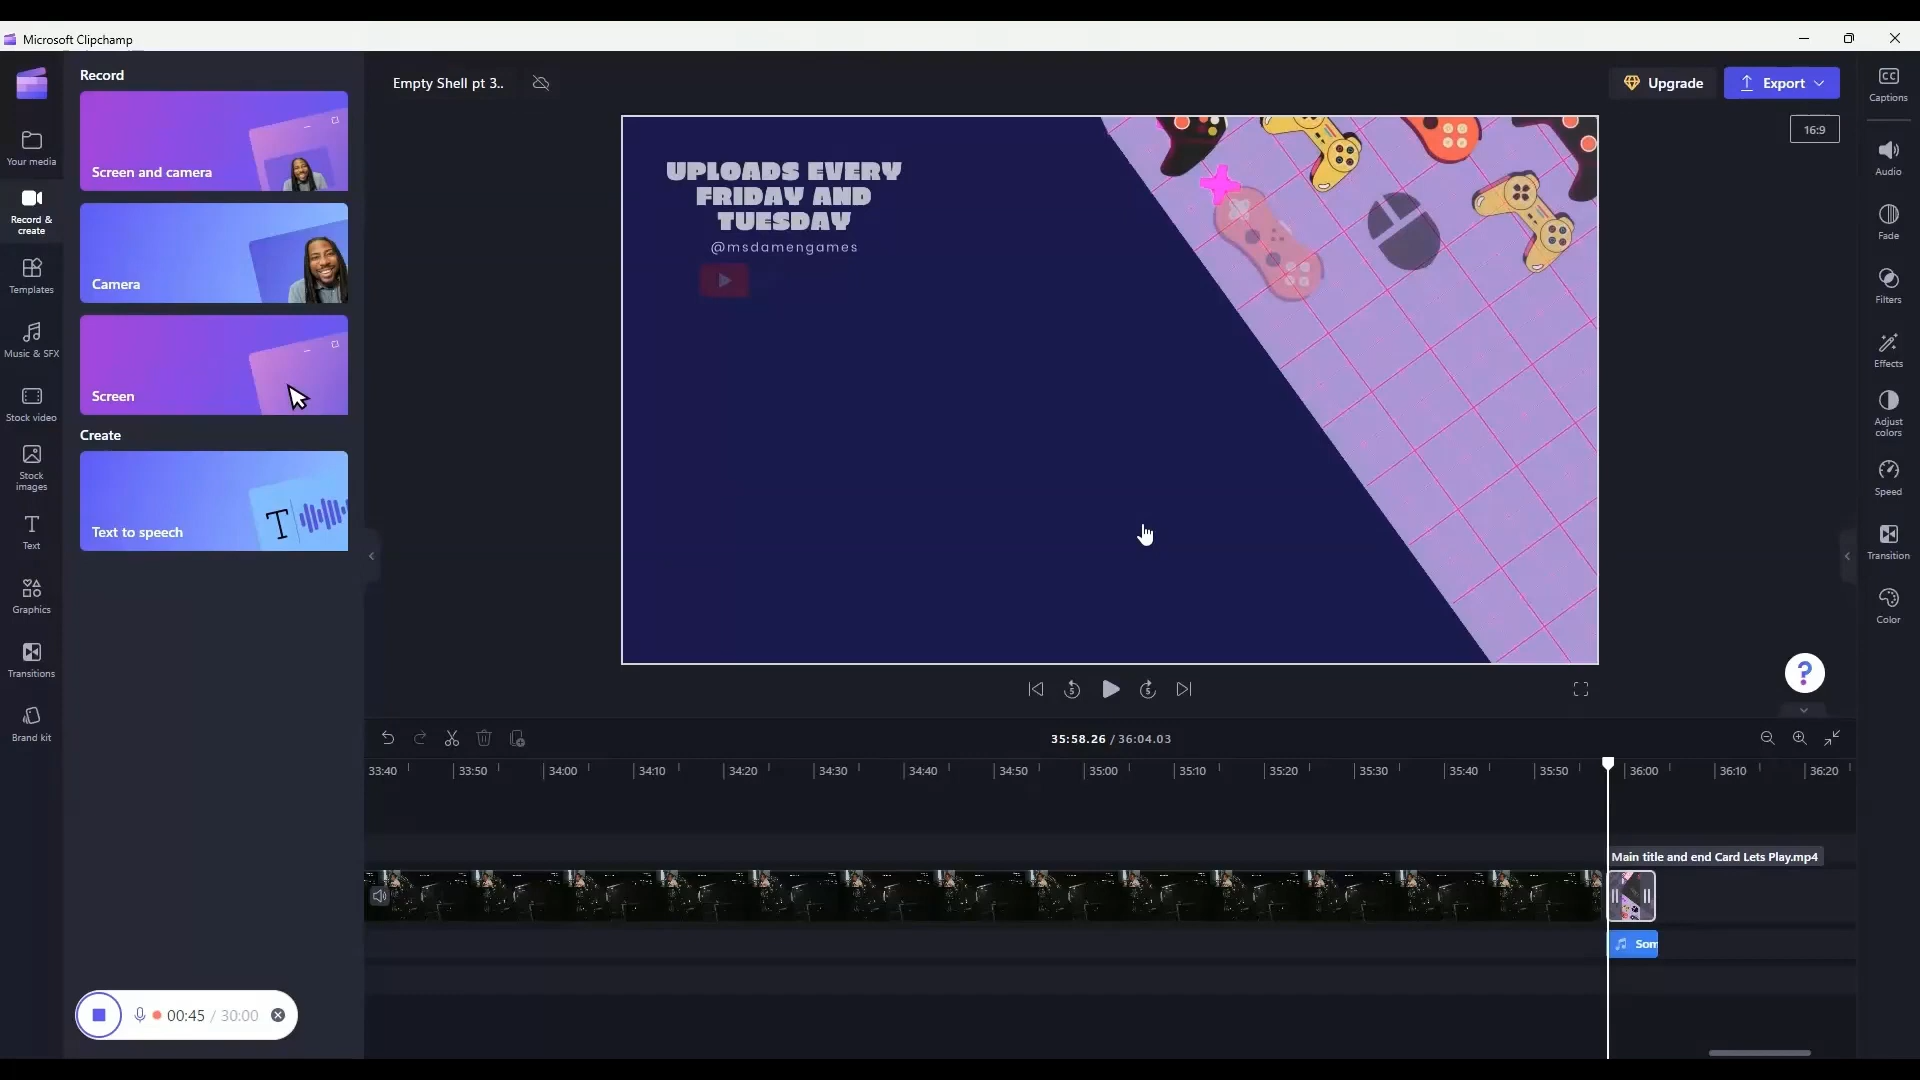 Microsoft Clipchamp
Record
Empty Shell pt 3..
Upgrade
Export
CC
Captions
16:9
Your media
Screen and camera
Record &
create
Camera
Templates
Music & SFX
Screen
Stock video
Create
Stock
images
Text to speech
T
T
Text
Graphics
Transitions
Brand kit
UPLOADS EVERY
FRIDAY AND
TUESDAY
@msdamengames
Audio
Fade
Filters
Effects
Adjust
colors
Speed
Transition
Color
?
5
5
35:58.26 / 36:04.03
33:40
33:50
34:00
34:10
34:20
34:30
34:40
34:50
35:00
35:10
35:20
35:30
35:40
35:50
36:00
36:10
36:20
Main title and end Card Lets Play.mp4
Som
00:45 / 30:00